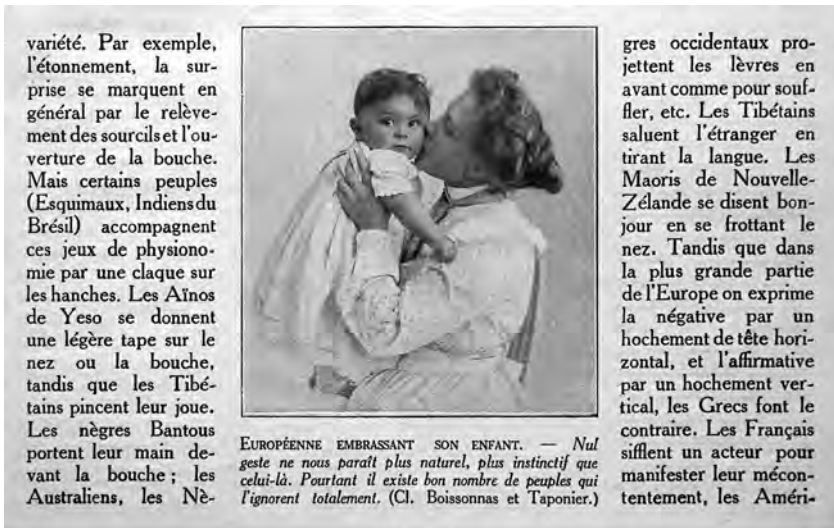 variété. Par exemple,
l'étonnement, la sur-
prise se marquent en
général par le relève-
ment des sourcils et l'ou-
verture de la bouche.
Mais certains peuples
(Esquimaux, Indiens du
Brésil) accompagnent
ces jeux de physiono-
mie par une claque sur
les hanches. Les Aïnos
de Yeso se donnent
une légère tape sur le
nez ou la bouche,
tandis que les Tibé-
tains pincent leur joue.
Les nègres Bantous
portent leur main de-
vant la bouche ; les
Australiens, les Nè-
EUROPÉENNE EMBRASSANT SON ENFANT. — Nul
geste ne nous paraît plus naturel, plus instinctif que
celui-là. Pourtant il existe bon nombre de peuples qui
l'ignorent totalement. (Cl. Boissonnas et Taponier.)
gres occidentaux pro-
jettent les lèvres en
avant comme pour souf-
fler, etc. Les Tibétains
saluent l'étranger en
tirant la langue. Les
Maoris de Nouvelle-
Zélande se disent bon-
jour en se frottant le
nez. Tandis que dans
la plus grande partie
de l'Europe on exprime
la négative par un
hochement de tête hori-
zontal, et l'affirmative
par un hochement ver-
tical, les Grecs font le
contraire. Les Français
sifflent un acteur pour
manifester leur mécon-
tentement, les Améri-